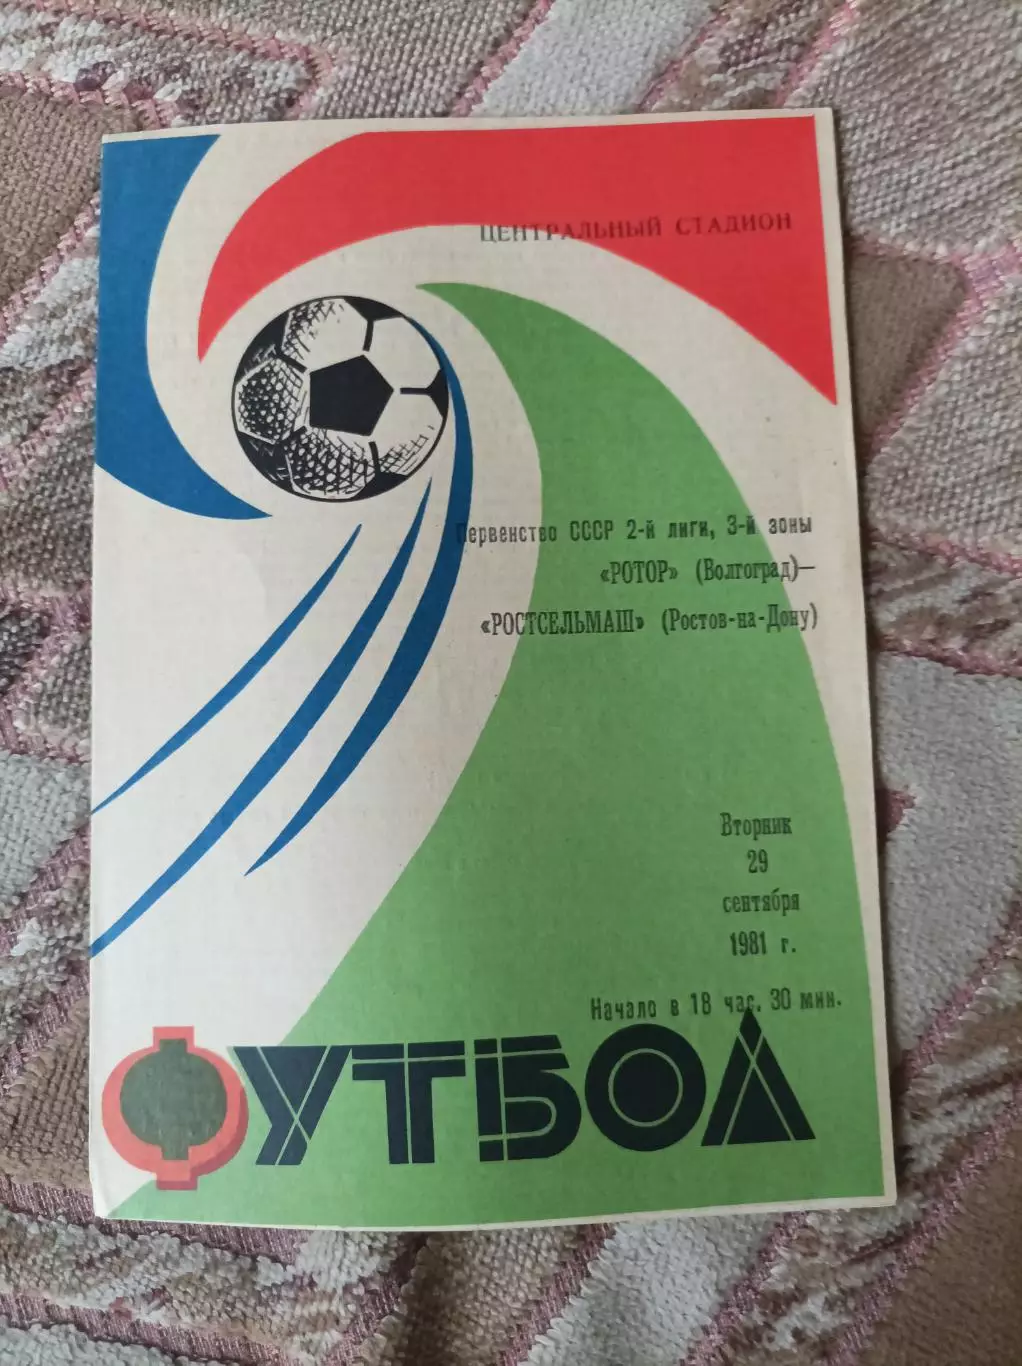 ЦЕНТРАЛЬНЫЙ СТАДИОН
Первенство СССР 2-й лиги, 3-й зоны
«РОТОР» (Волгоград)—
«РОСТСЕЛЬМАШ» (Ростов-на-Дону)
Вторник
29
сентября
1981 г.
Начало в 18 час. 30 мин.
ФУТБОЛ